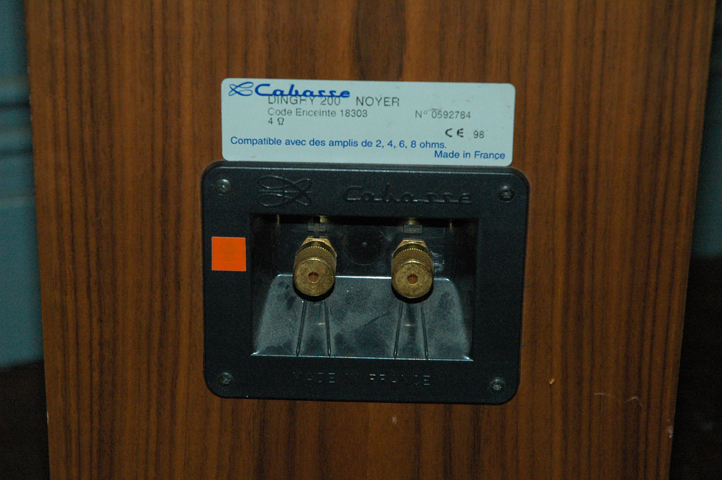 Cabasse
DINGHY 200 NOYER
Code Enceinte 18303 N° 0592784
4 Ω
CE 98
Compatible avec des amplis de 2, 4, 6, 8 ohms.
Made in France
Cabasse
+ -
MADE FRANCE